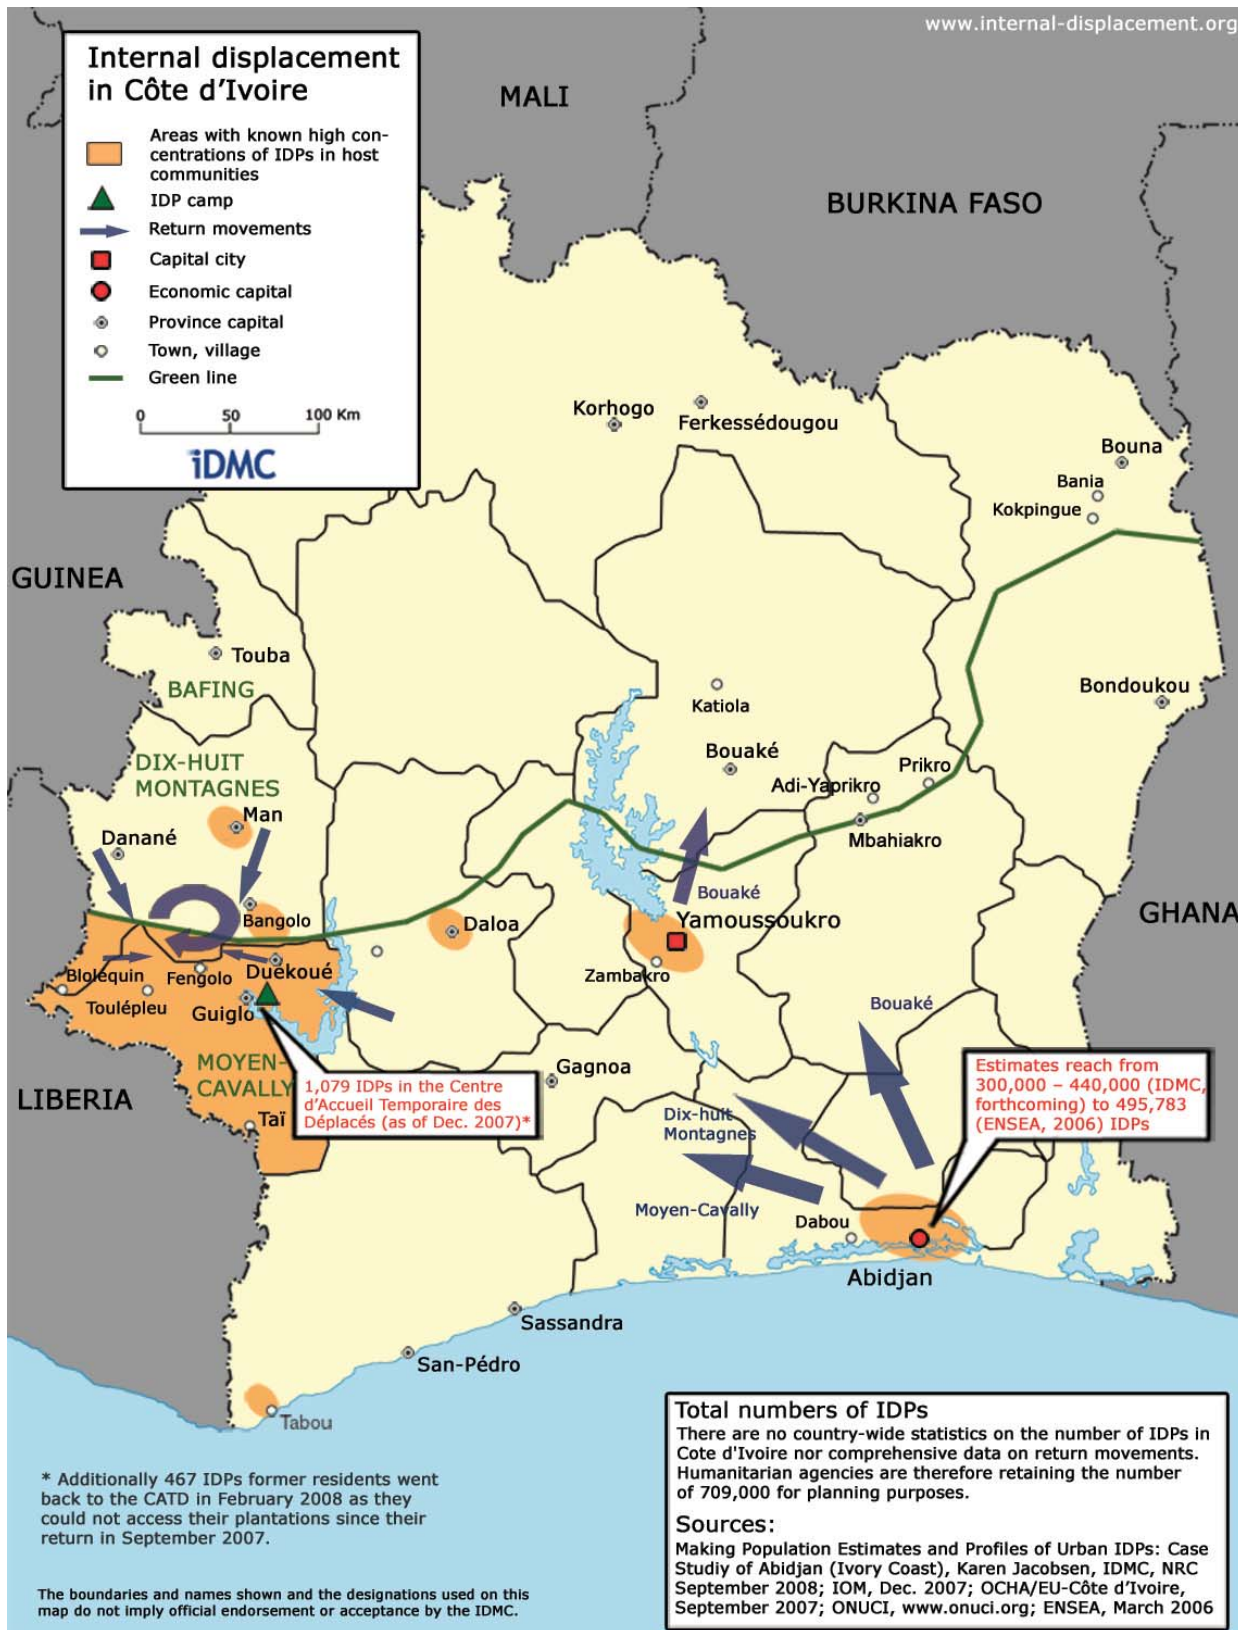 www.internal-displacement.org
Internal displacement
in Côte d'Ivoire
Areas with known high con-
centrations of IDPs in host
communities
IDP camp
Return movements
Capital city
Economic capital
Province capital
Town, village
Green line
0 50 100 Km
iDMC
MALI
BURKINA FASO
Korhogo
Ferkessédougou
Bouna
Bania
Kokpingue
GUINEA
Touba
BAFING
Katiola
Bondoukou
DIX-HUIT
MONTAGNES
Bouaké
Prikro
Adi-Yaprikro
Man
Danané
Mbahiakro
Bouaké
Bangolo
Daloa
Yamoussoukro
GHANA
Zambakro
Bloléquin
Fengolo
Duékoué
Toulépleu
Guiglo
Bouaké
MOYEN-
CAVALLY
LIBERIA
Taï
1,079 IDPs in the Centre
d'Accueil Temporaire des
Déplacés (as of Dec. 2007)*
Gagnoa
Estimates reach from
300,000 – 440,000 (IDMC,
forthcoming) to 495,783
(ENSEA, 2006) IDPs
Dix-huit
Montagnes
Moyen-Cavally
Dabou
Abidjan
Sassandra
San-Pédro
Tabou
* Additionally 467 IDPs former residents went
back to the CATD in February 2008 as they
could not access their plantations since their
return in September 2007.
The boundaries and names shown and the designations used on this
map do not imply official endorsement or acceptance by the IDMC.
Total numbers of IDPs
There are no country-wide statistics on the number of IDPs in
Cote d'Ivoire nor comprehensive data on return movements.
Humanitarian agencies are therefore retaining the number
of 709,000 for planning purposes.
Sources:
Making Population Estimates and Profiles of Urban IDPs: Case
Studiy of Abidjan (Ivory Coast), Karen Jacobsen, IDMC, NRC
September 2008; IOM, Dec. 2007; OCHA/EU-Côte d'Ivoire,
September 2007; ONUCI, www.onuci.org; ENSEA, March 2006